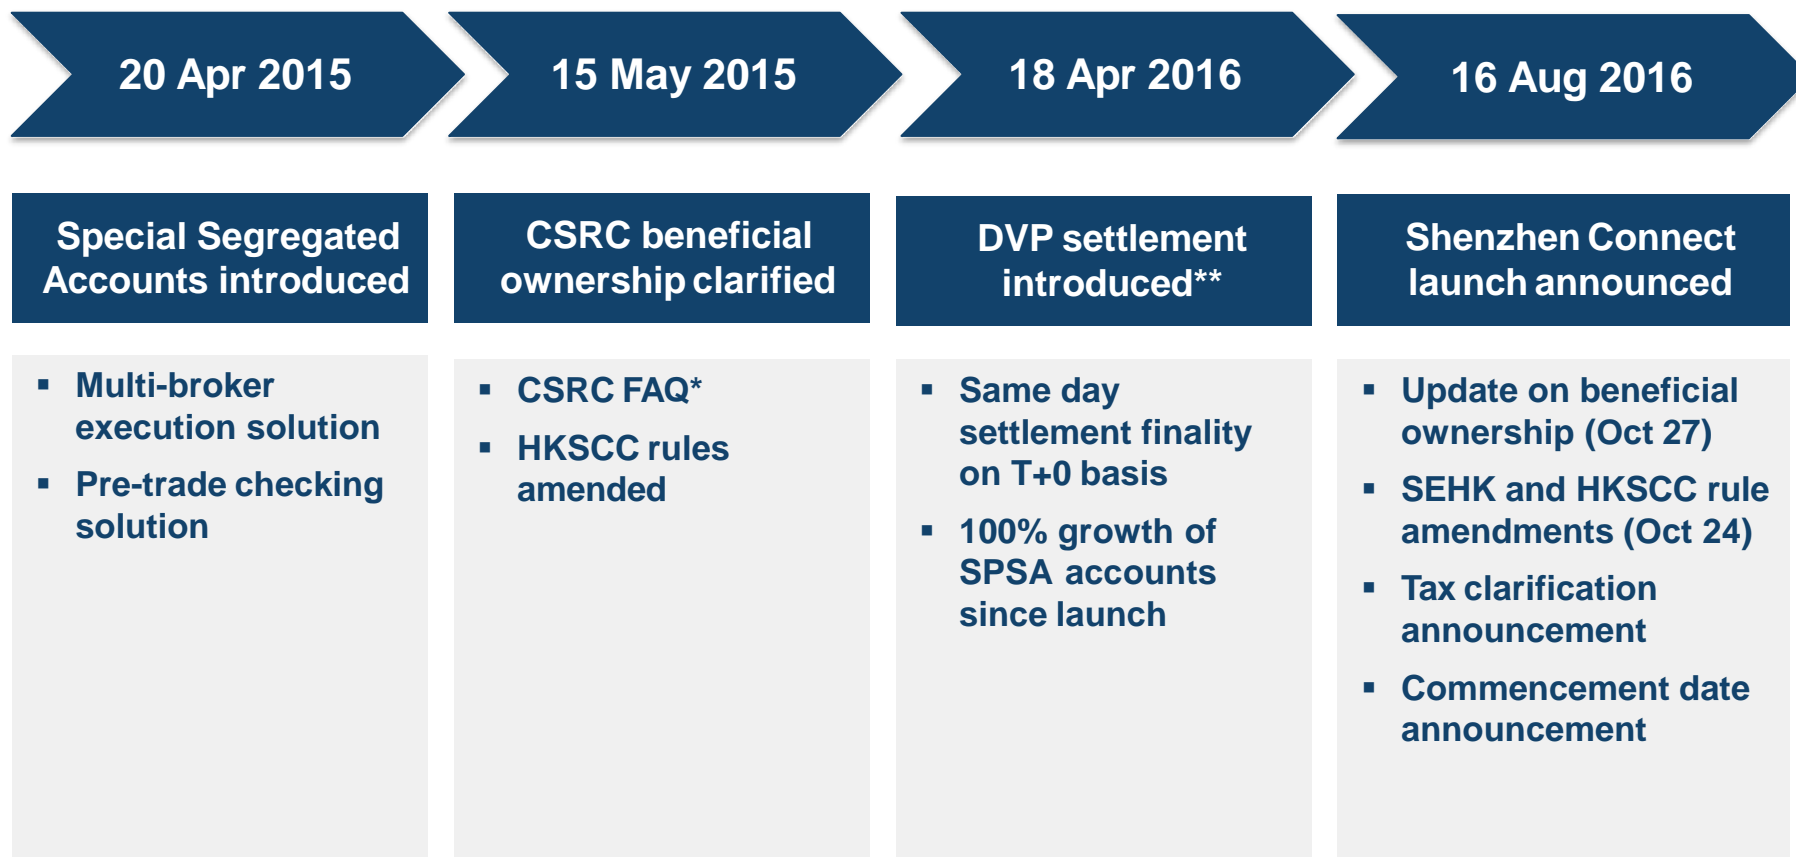 20 Apr 2015
15 May 2015
18 Apr 2016
16 Aug 2016
Special Segregated
Accounts introduced
CSRC beneficial
ownership clarified
DVP settlement
introduced**
Shenzhen Connect
launch announced
▪ Multi-broker
execution solution
▪ Pre-trade checking
solution
▪ CSRC FAQ*
▪ HKSCC rules
amended
▪ Same day
settlement finality
on T+0 basis
▪ 100% growth of
SPSA accounts
since launch
▪ Update on beneficial
ownership (Oct 27)
▪ SEHK and HKSCC rule
amendments (Oct 24)
▪ Tax clarification
announcement
▪ Commencement date
announcement